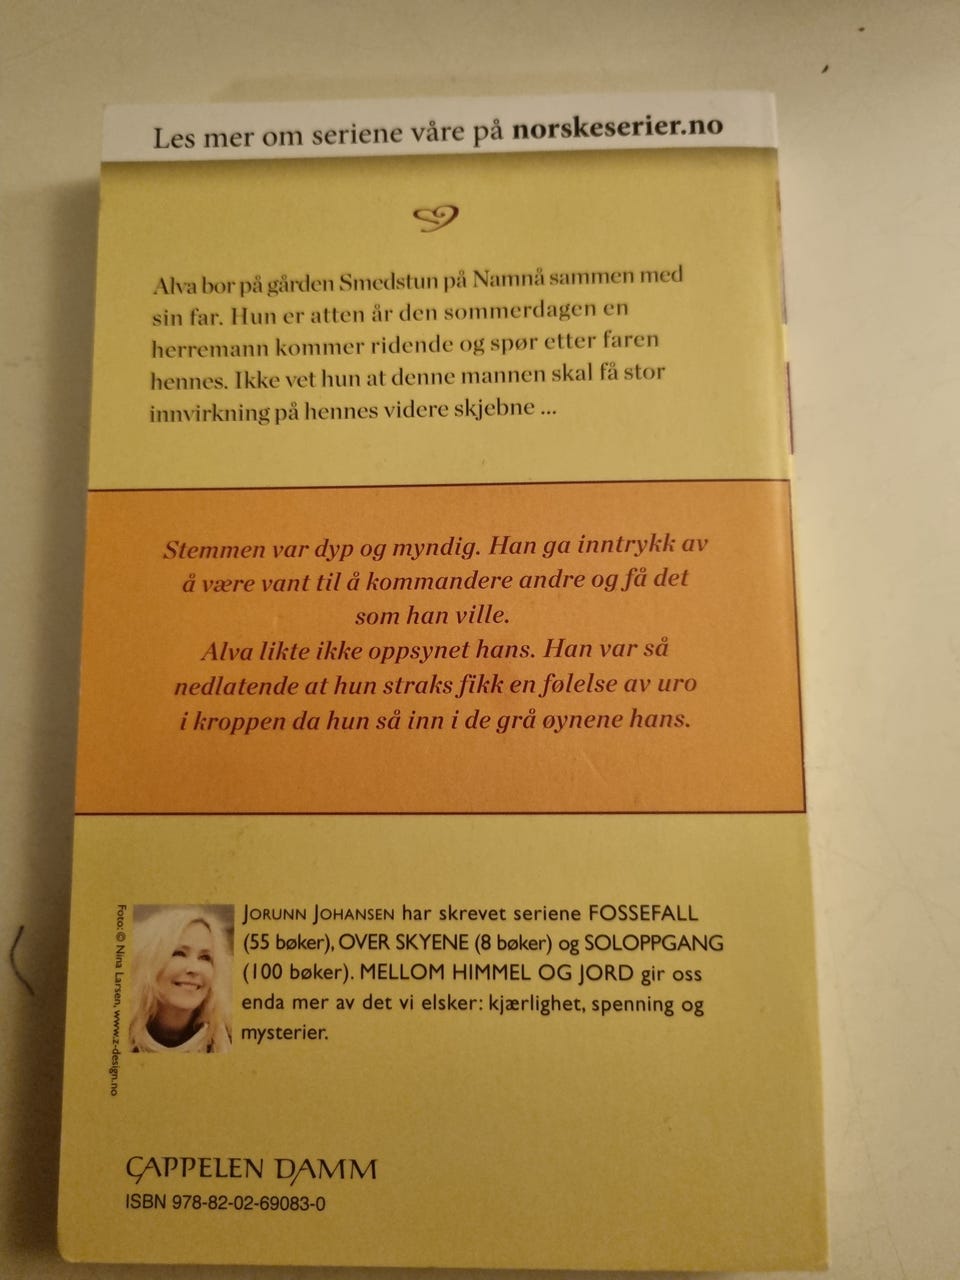 Les mer om seriene våre på norskeserier.no
Alva bor på gården Smedstun på Namnå sammen med
sin far. Hun er atten år den sommerdagen en
herremann kommer ridende og spør etter faren
hennes. Ikke vet hun at denne mannen skal få stor
innvirkning på hennes videre skjebne ...
Stemmen var dyp og myndig. Han ga inntrykk av
å være vant til å kommandere andre og få det
som han ville.
Alva likte ikke oppsynet hans. Han var så
nedlatende at hun straks fikk en følelse av uro
i kroppen da hun så inn i de grå øynene hans.
Foto: © Nina Larsen, www.z-design.no
JORUNN JOHANSEN har skrevet seriene FOSSEFALL
(55 bøker), OVER SKYENE (8 bøker) og SOLOPPGANG
(100 bøker). MELLOM HIMMEL OG JORD gir oss
enda mer av det vi elsker: kjærlighet, spenning og
mysterier.
CAPPELEN DAMM
ISBN 978-82-02-69083-0